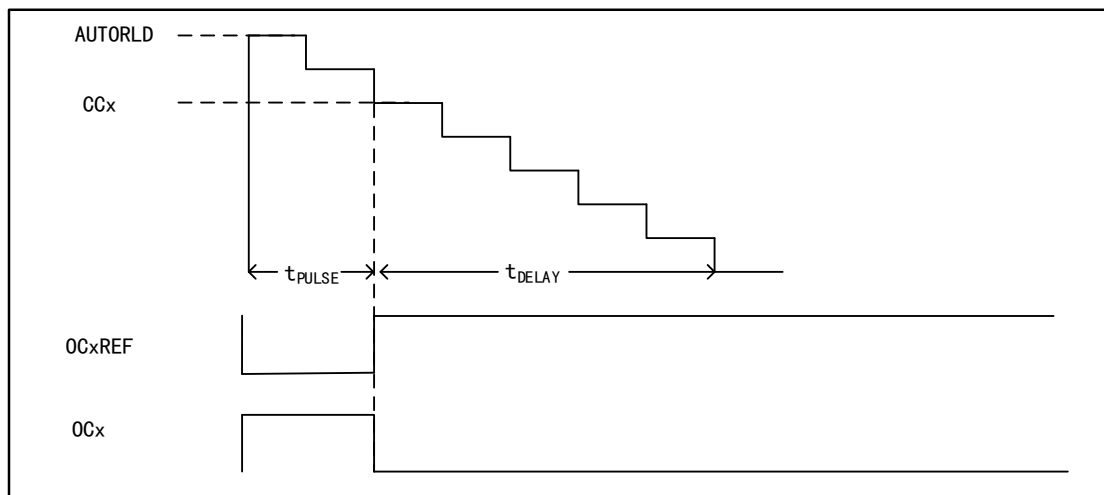 AUTORLD
CCx
tPULSE
tDELAY
OCxREF
OCx